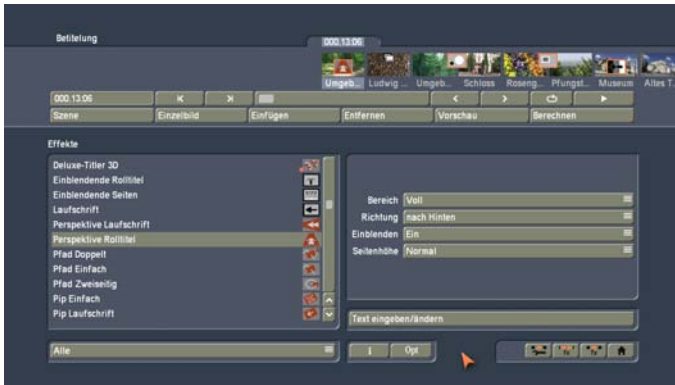 Betitelung
000.13:06
Umgeb... Ludwig ... Umgeb... Schloss Roseng... Pfungst... Museum Altes T...
000.13:06
Szene Einzelbild Einfügen Entfernen Vorschau Berechnen
Effekte
Deluxe-Titler 3D
Einblendende Rolltitel
Einblendende Seiten
Laufschrift
Perspektive Laufschrift
Perspektive Rolltitel
Pfad Doppelt
Pfad Einfach
Pfad Zweiseitig
Pip Einfach
Pip Laufschrift
Alle
Bereich Voll
Richtung nach Hinten
Einblenden Ein
Seitenhöhe Normal
Text eingeben/ändern
I Opt